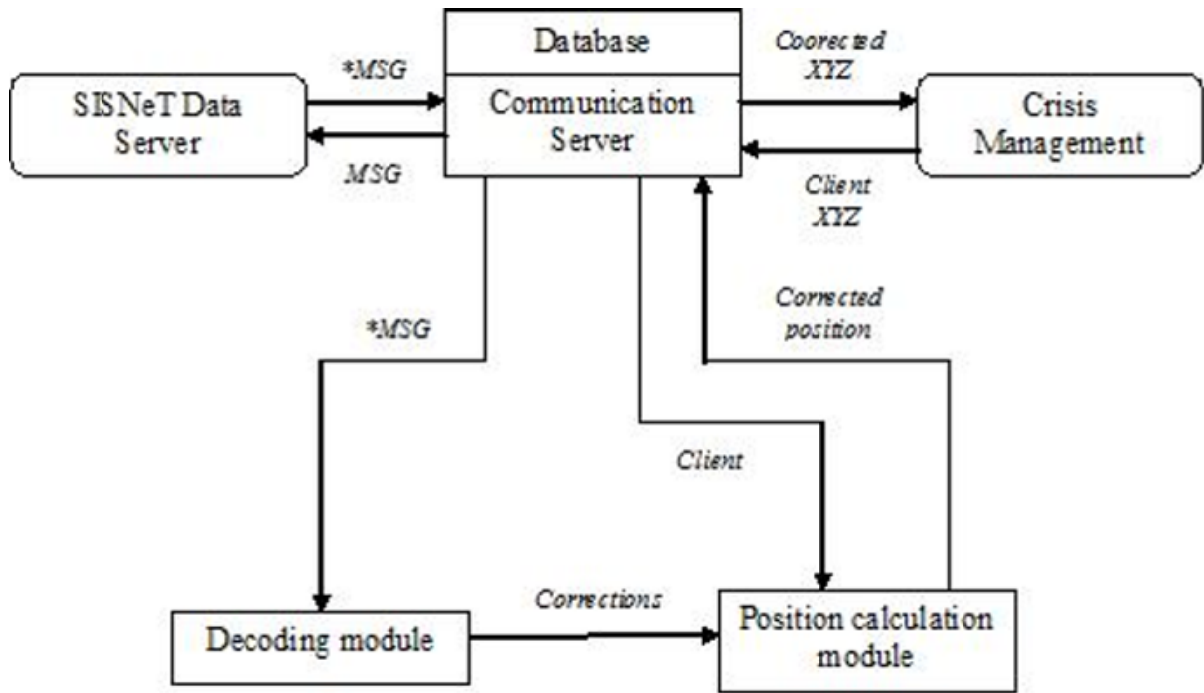 Database
*MSG
Coorected
XYZ
SISNeT Data
Server
Communication
Server
Crisis
Management
MSG
Client
XYZ
*MSG
Corrected
position
Client
Corrections
Decoding module
Position calculation
module